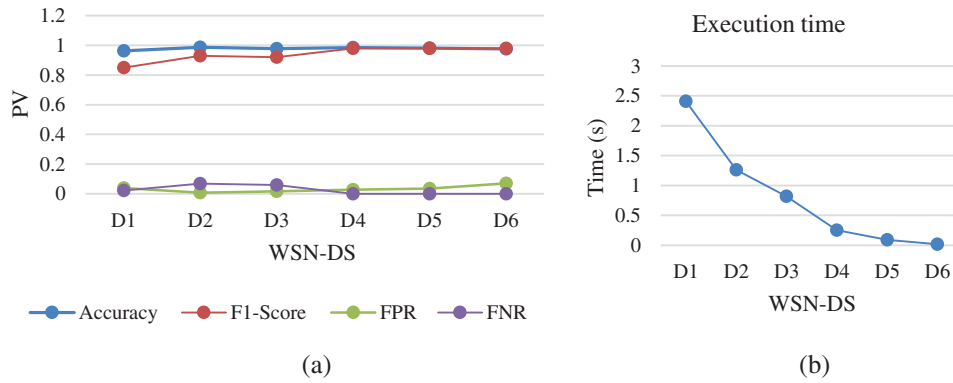 1.2
1
0.8
0.6
0.4
0.2
0
PV
D1 D2 D3 D4 D5 D6
WSN-DS
Accuracy F1-Score FPR FNR
(a)
Execution time
3
2.5
2
1.5
1
0.5
0
Time (s)
D1 D2 D3 D4 D5 D6
WSN-DS
(b)